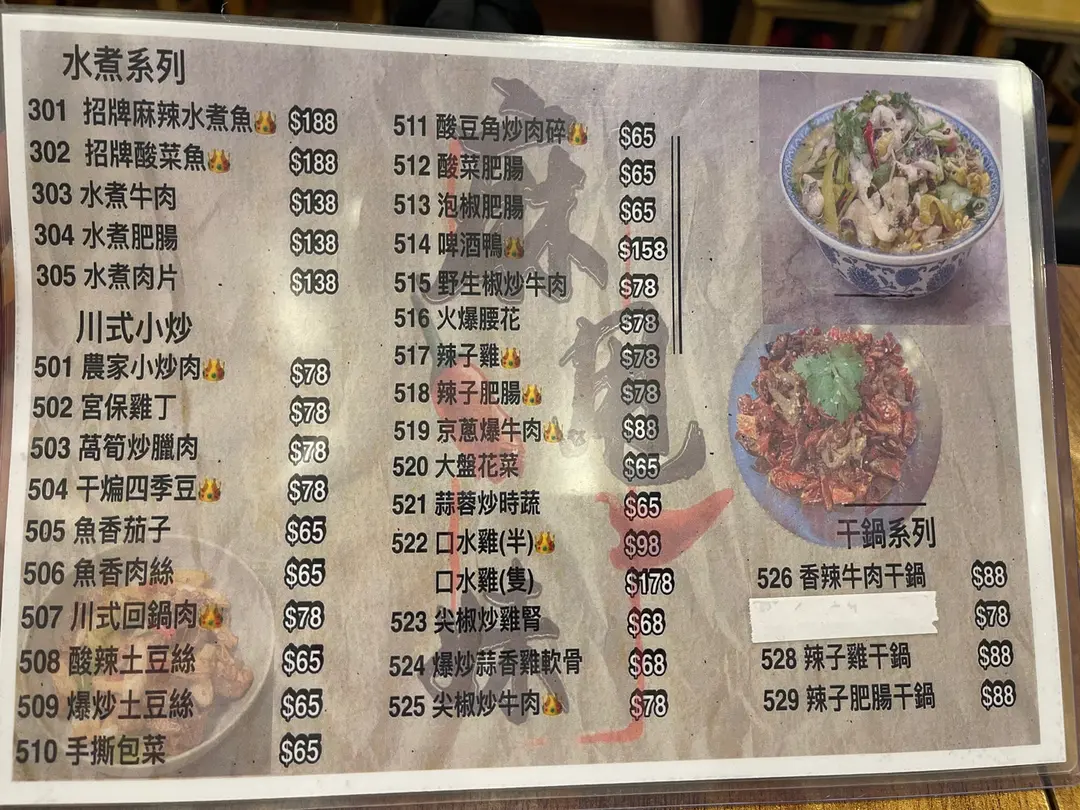 水煮系列
301 招牌麻辣水煮魚 $188
302 招牌酸菜魚 $188
303 水煮牛肉 $138
304 水煮肥腸 $138
305 水煮肉片 $138
川式小炒
501 農家小炒肉 $78
502 宮保雞丁 $78
503 萵筍炒臘肉 $78
504 干煸四季豆 $78
505 魚香茄子 $65
506 魚香肉絲 $65
507 川式回鍋肉 $78
508 酸辣土豆絲 $65
509 爆炒土豆絲 $65
510 手撕包菜 $65
511 酸豆角炒肉碎 $65
512 酸菜肥腸 $65
513 泡椒肥腸 $65
514 啤酒鴨 $158
515 野生椒炒牛肉 $78
516 火爆腰花 $78
517 辣子雞 $78
518 辣子肥腸 $78
519 京蔥爆牛肉 $88
520 大盤花菜 $65
521 蒜蓉炒時蔬 $65
522 口水雞(半) $98
口水雞(隻) $178
523 尖椒炒雞腎 $68
524 爆炒蒜香雞軟骨 $68
525 尖椒炒牛肉 $78
干鍋系列
526 香辣牛肉干鍋 $88
$78
528 辣子雞干鍋 $88
529 辣子肥腸干鍋 $88